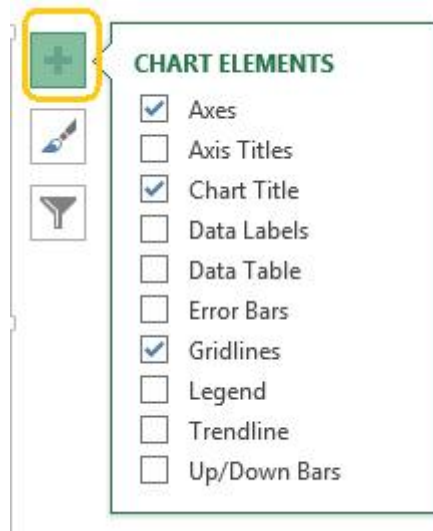 CHART ELEMENTS
Axes
Axis Titles
Chart Title
Data Labels
Data Table
Error Bars
Gridlines
Legend
Trendline
Up/Down Bars